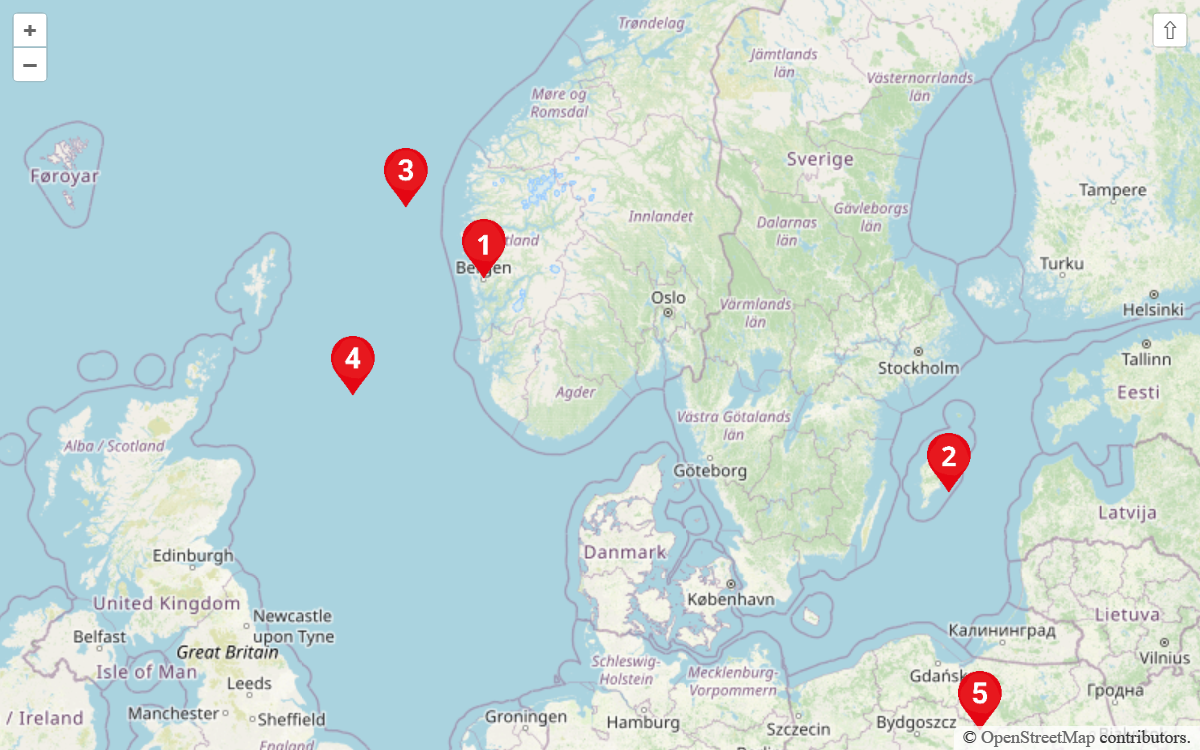 +
−
⇧
Trøndelag
Jämtlands
län
Västernorrlands
län
Møre og
Romsdal
Føroyar
3
Sverige
Tampere
Innlandet
Dalarnas
län
Gävleborgs
län
1
Bergen
Turku
Oslo
Värmlands
län
Helsinki
Stockholm
Tallinn
Eesti
4
Agder
Västra Götalands
län
Alba / Scotland
2
Göteborg
Latvija
Edinburgh
Danmark
United Kingdom
København
Newcastle
upon Tyne
Lietuva
Belfast
Great Britain
Калининград
Vilnius
Isle of Man
Schleswig-
Holstein
Mecklenburg-
Vorpommern
Gdańsk
Leeds
5
Гродна
/ Ireland
Manchester
Sheffield
Groningen
Hamburg
Szczecin
Bydgoszcz
England
© OpenStreetMap contributors.